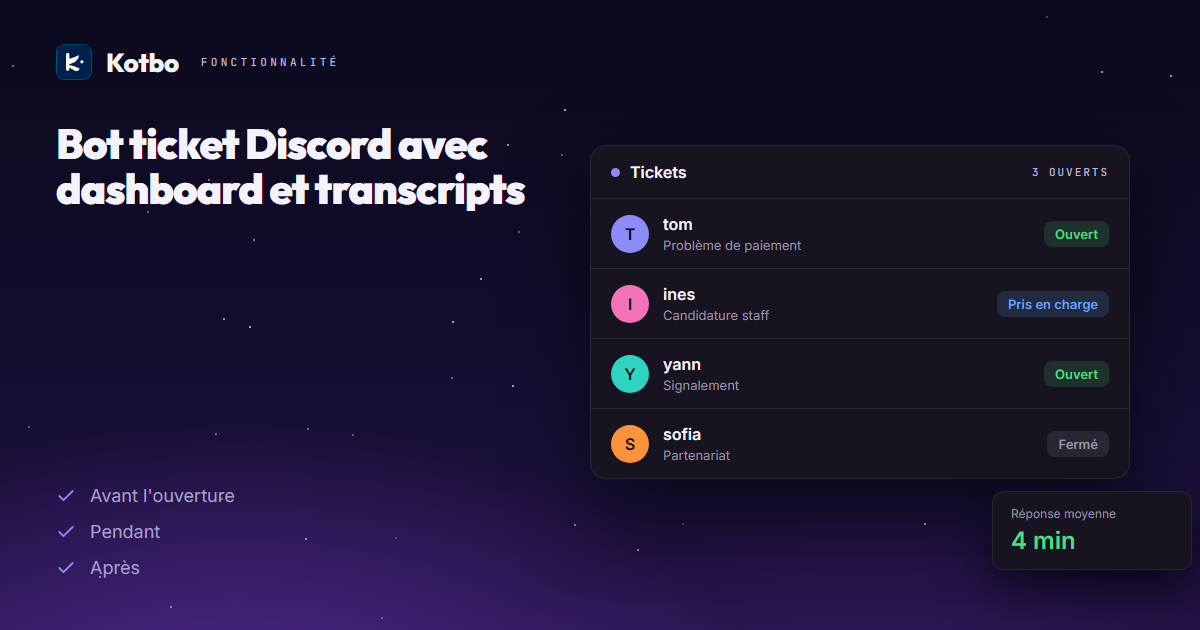 Kotbo FONCTIONNALITÉ
Bot ticket Discord avec
dashboard et transcripts
Tickets 3 OUVERTS
T tom
Problème de paiement
Ouvert
I ines
Candidature staff
Pris en charge
Y yann
Signalement
Ouvert
S sofia
Partenariat
Fermé
Avant l'ouverture
Pendant
Après
Réponse moyenne
4 min